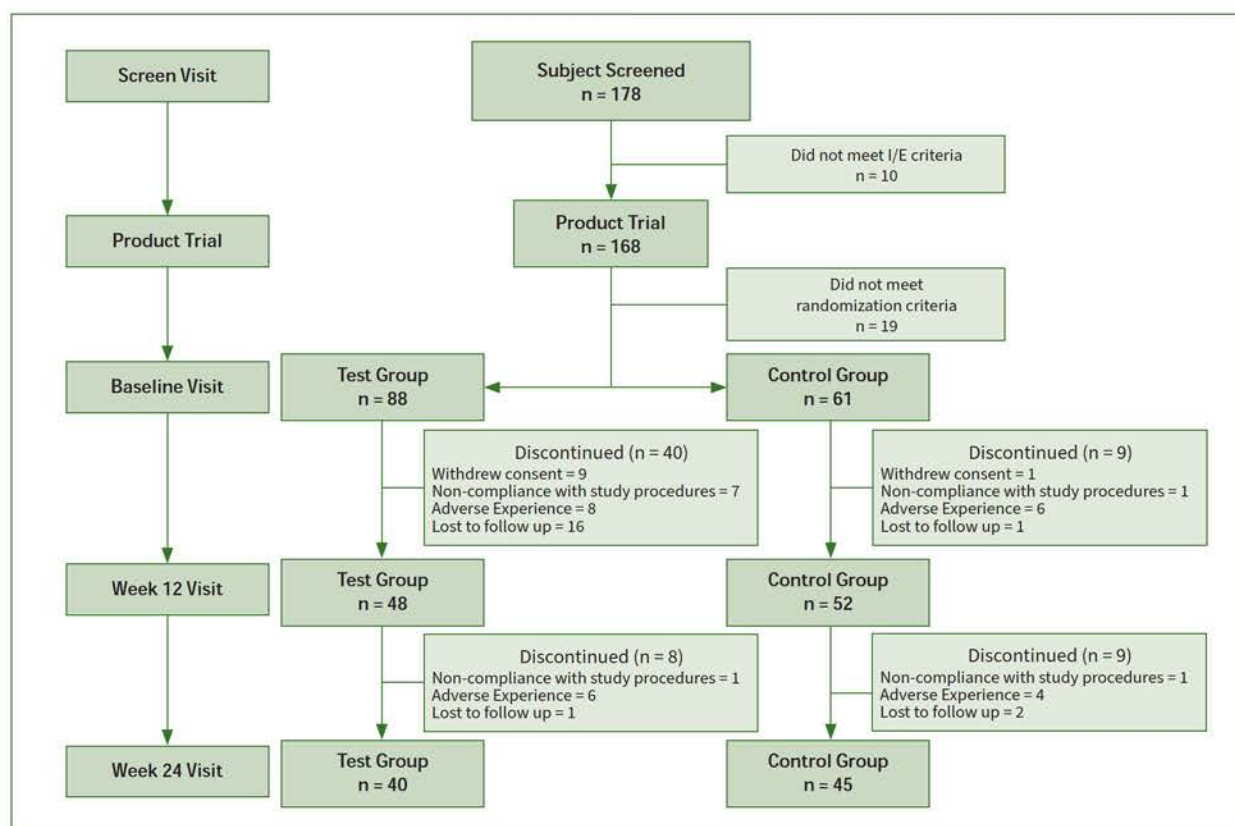 Screen Visit
Subject Screened
n = 178
Did not meet I/E criteria
n = 10
Product Trial
Product Trial
n = 168
Did not meet
randomization criteria
n = 19
Baseline Visit
Test Group
n = 88
Control Group
n = 61
Discontinued (n = 40)
Withdrew consent = 9
Non-compliance with study procedures = 7
Adverse Experience = 8
Lost to follow up = 16
Discontinued (n = 9)
Withdrew consent = 1
Non-compliance with study procedures = 1
Adverse Experience = 6
Lost to follow up = 1
Week 12 Visit
Test Group
n = 48
Control Group
n = 52
Discontinued (n = 8)
Non-compliance with study procedures = 1
Adverse Experience = 6
Lost to follow up = 1
Discontinued (n = 9)
Non-compliance with study procedures = 1
Adverse Experience = 4
Lost to follow up = 2
Week 24 Visit
Test Group
n = 40
Control Group
n = 45